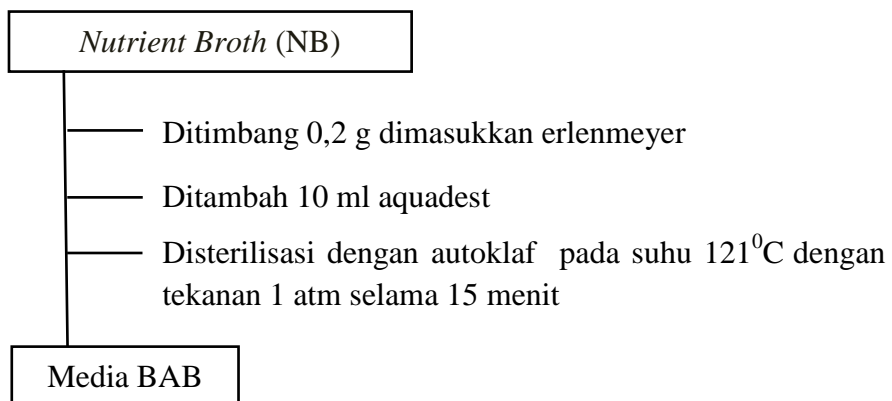 Nutrient Broth (NB)
Ditimbang 0,2 g dimasukkan erlenmeyer
Ditambah 10 ml aquadest
Disterilisasi dengan autoklaf pada suhu 121⁰C dengan
tekanan 1 atm selama 15 menit
Media BAB